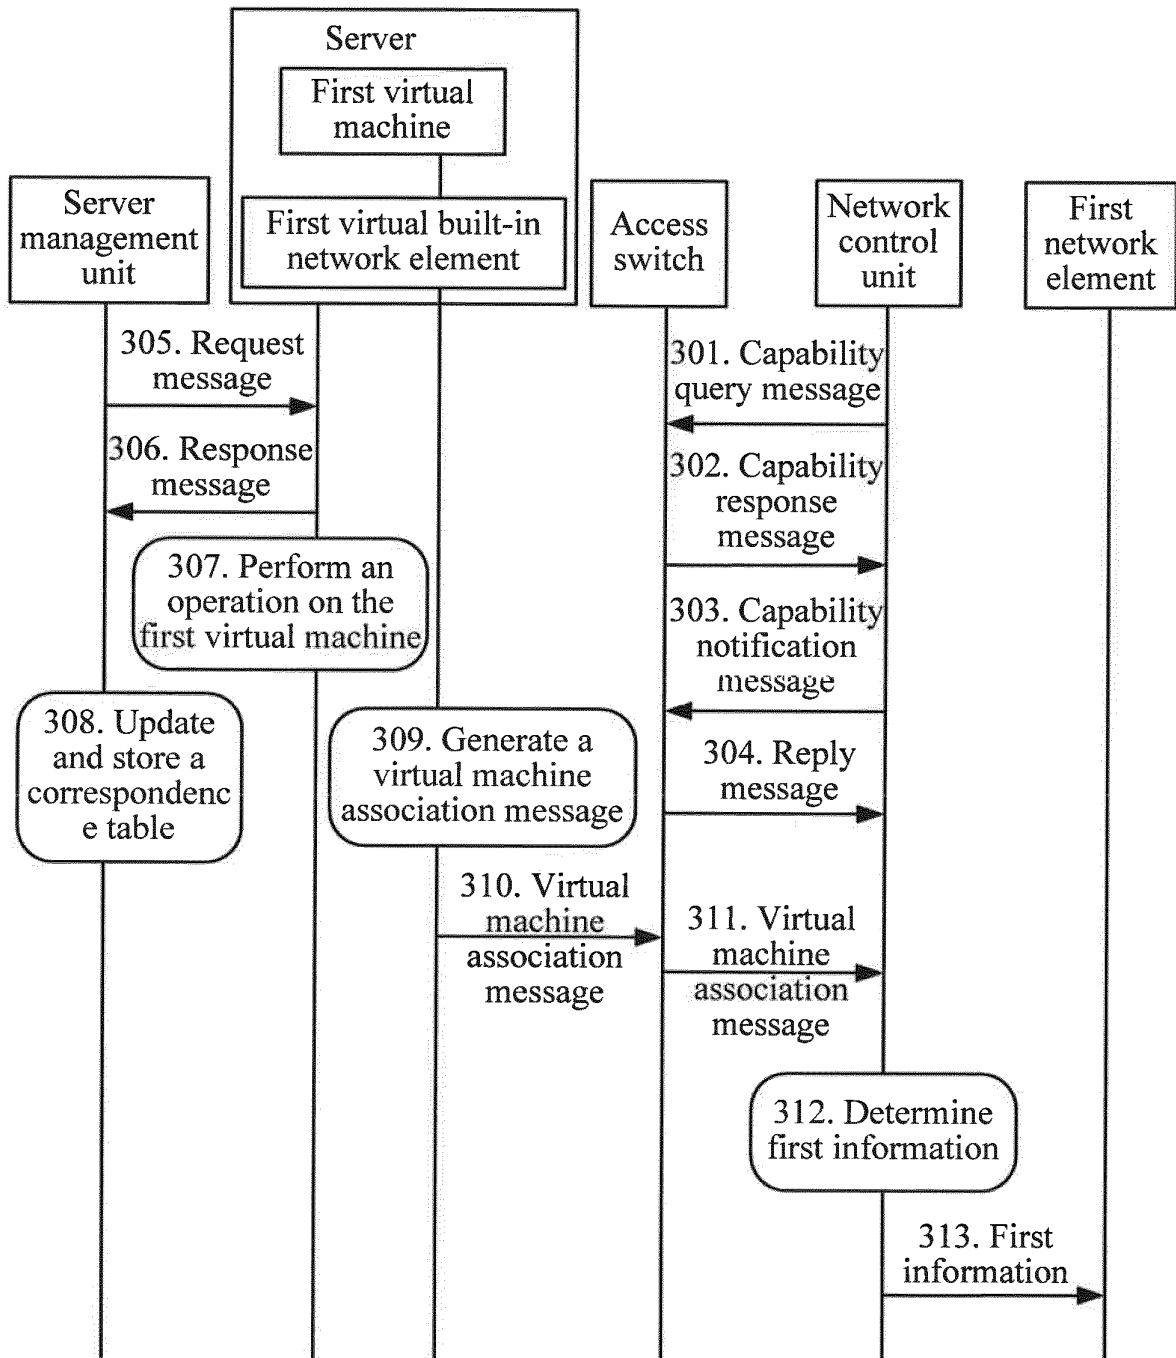 Server
First virtual
machine
First virtual built-in
network element
Server
management
unit
Access
switch
Network
control
unit
First
network
element
305. Request
message
306. Response
message
307. Perform an
operation on the
first virtual machine
308. Update
and store a
correspondenc
e table
309. Generate a
virtual machine
association message
301. Capability
query message
302. Capability
response
message
303. Capability
notification
message
304. Reply
message
310. Virtual
machine
association
message
311. Virtual
machine
association
message
312. Determine
first information
313. First
information